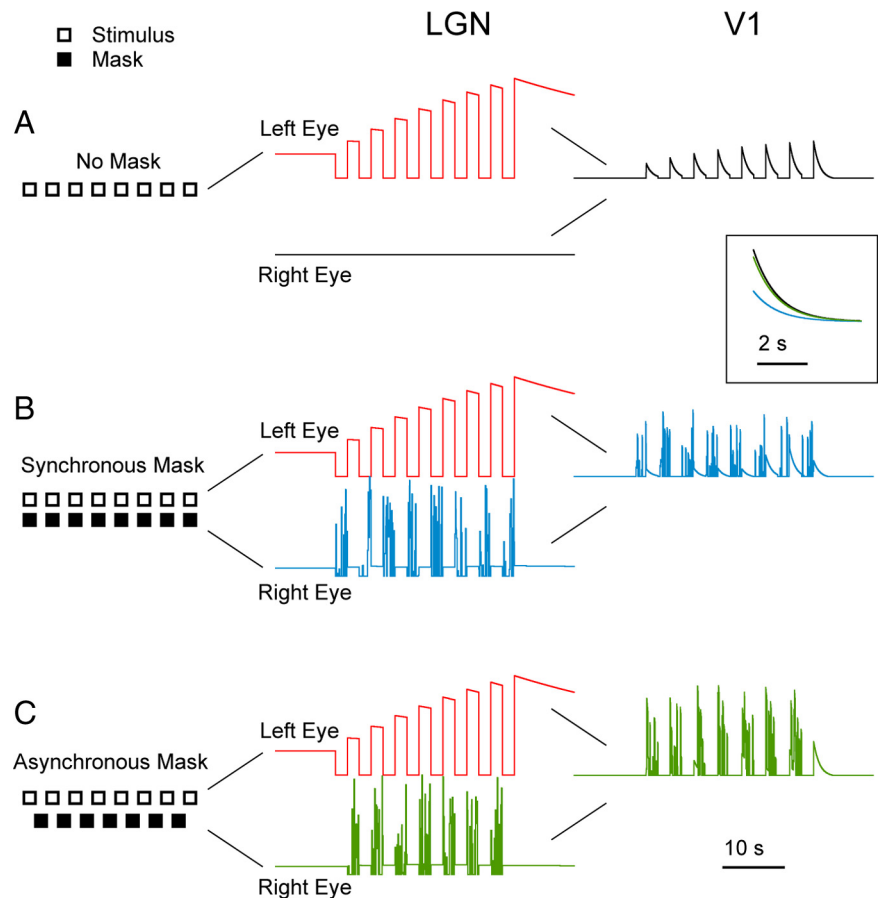 LGN
V1
Stimulus
Mask
A
Left Eye
No Mask
Right Eye
2 s
B
Left Eye
Synchronous Mask
Right Eye
C
Left Eye
Asynchronous Mask
Right Eye
10 s